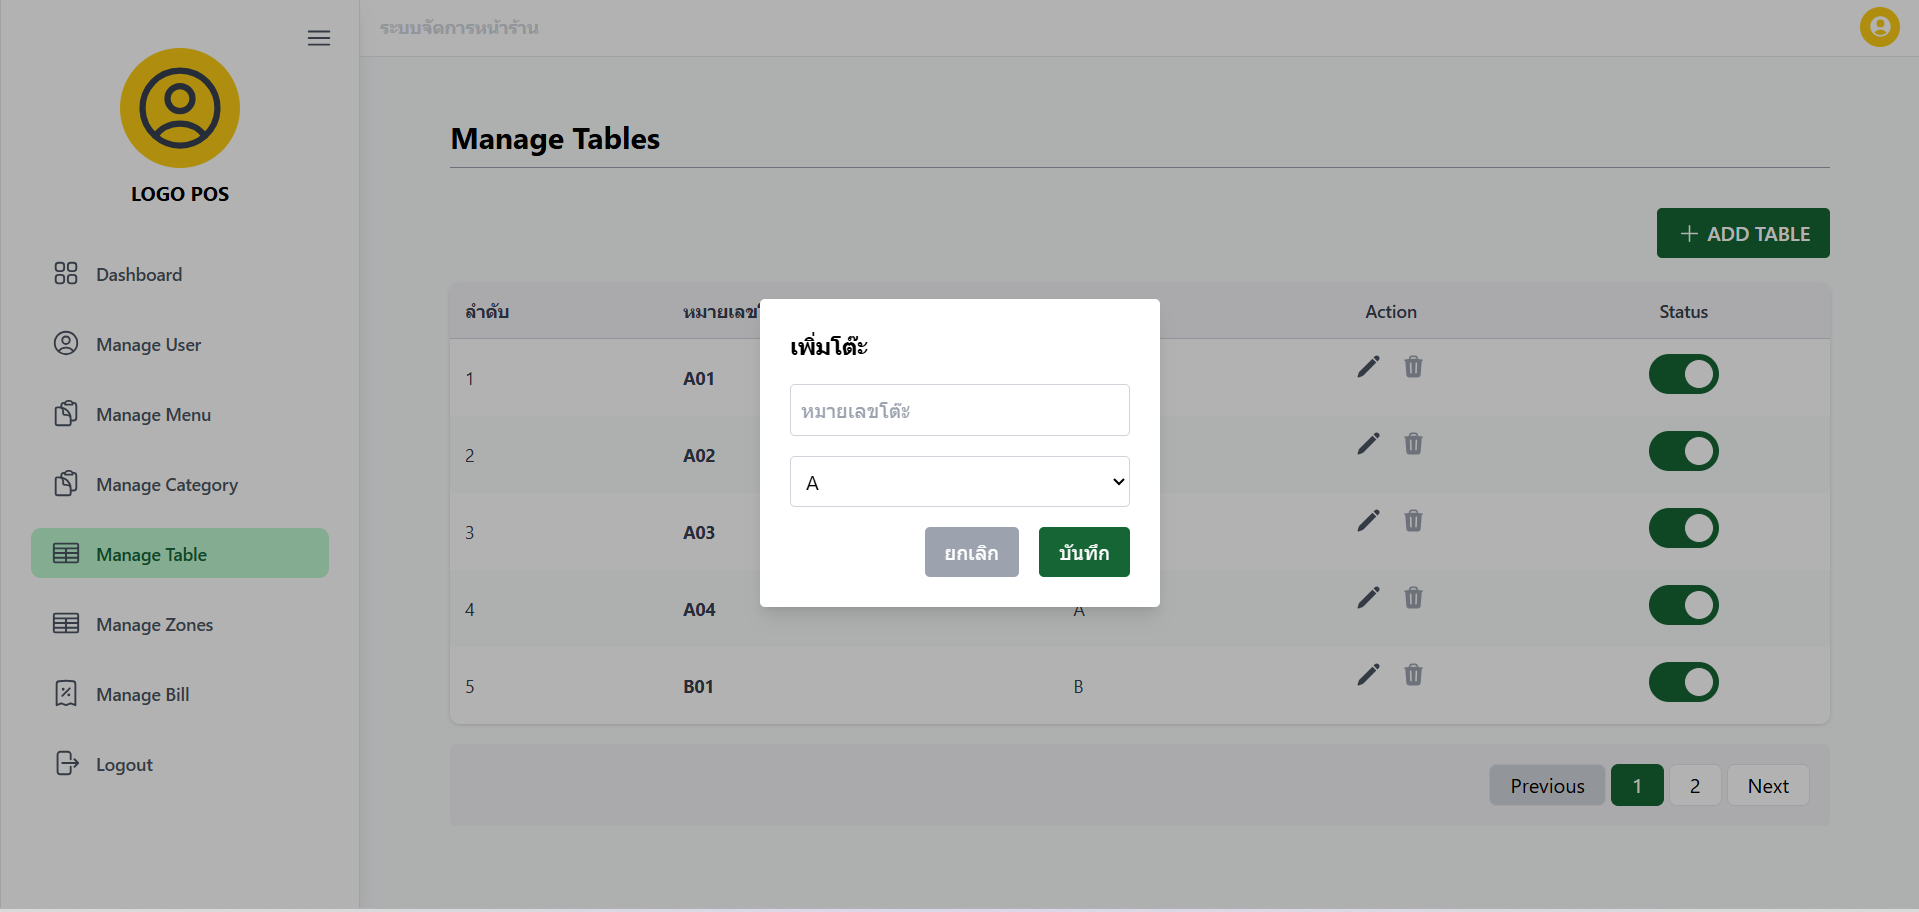 ระบบจัดการหน้าร้าน
LOGO POS
Dashboard
Manage User
Manage Menu
Manage Category
Manage Table
Manage Zones
Manage Bill
Logout
Manage Tables
ADD TABLE
ลำดับ หมายเลข Action Status
1 A01
2 A02
3 A03
4 A04 A
5 B01 B
เพิ่มโต๊ะ
หมายเลขโต๊ะ
A
ยกเลิก บันทึก
Previous 1 2 Next